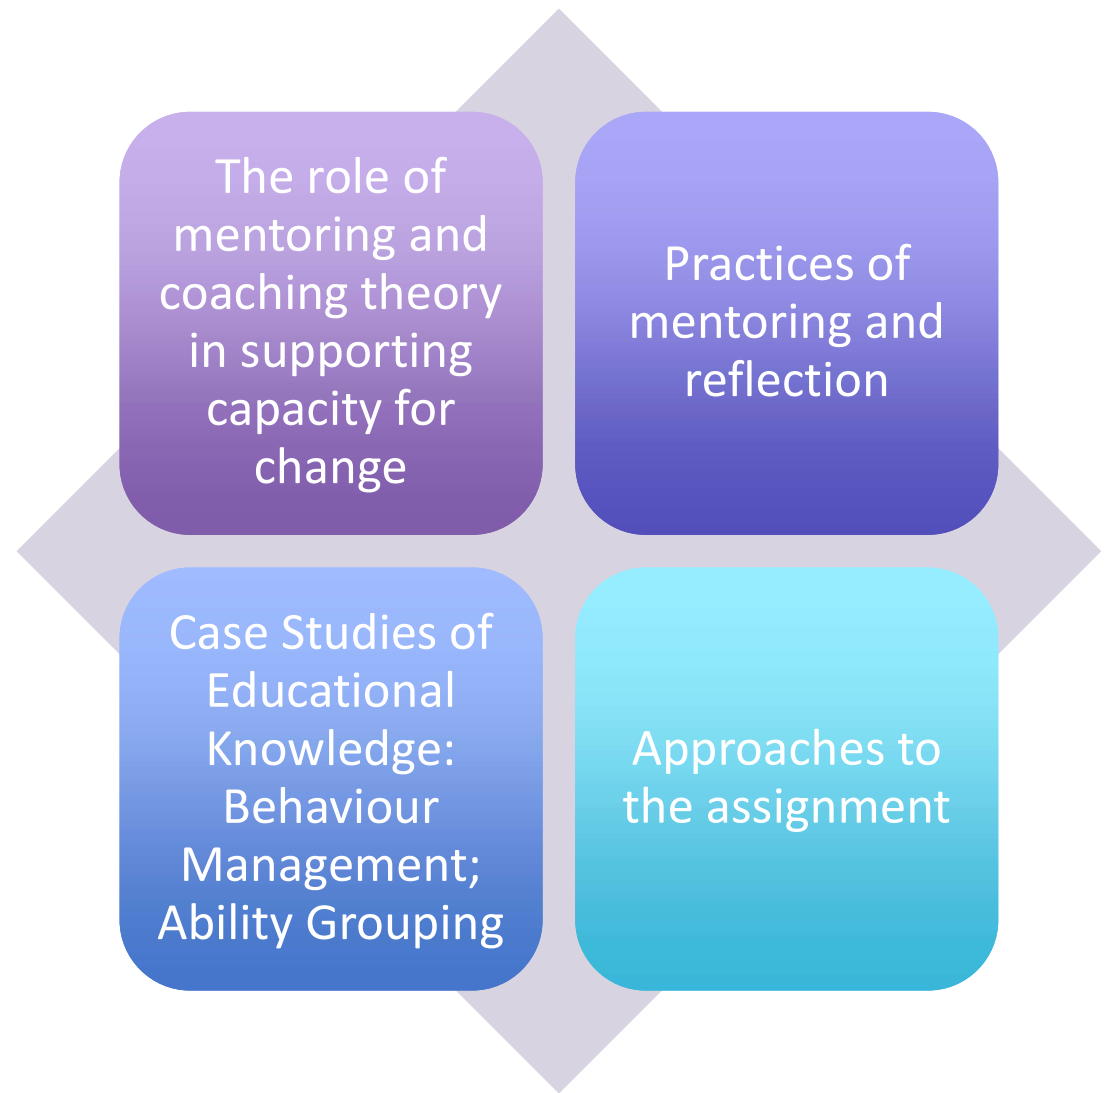 The role of
mentoring and
coaching theory
in supporting
capacity for
change
Practices of
mentoring and
reflection
Case Studies of
Educational
Knowledge:
Behaviour
Management;
Ability Grouping
Approaches to
the assignment